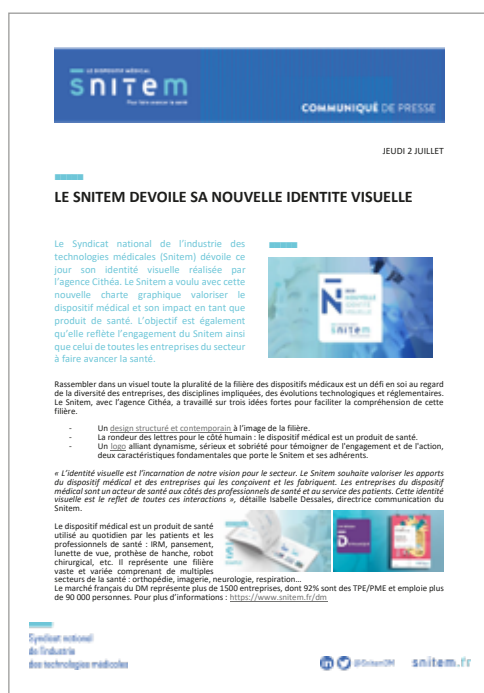 LE DISPOSITIF MÉDICAL
snitem
Pour faire avancer la santé
COMMUNIQUÉ DE PRESSE
JEUDI 2 JUILLET
LE SNITEM DEVOILE SA NOUVELLE IDENTITE VISUELLE
Le Syndicat national de l'industrie des
technologies médicales (Snitem) dévoile ce
jour son identité visuelle réalisée par
l'agence Cithéa. Le Snitem a voulu avec cette
nouvelle charte graphique valoriser le
dispositif médical et son impact en tant que
produit de santé. L'objectif est également
qu'elle reflète l'engagement du Snitem ainsi
que celui de toutes les entreprises du secteur
à faire avancer la santé.
NOUVELLE
IDENTITÉ
VISUELLE
snitem
Rassembler dans un visuel toute la pluralité de la filière des dispositifs médicaux est un défi en soi au regard
de la diversité des entreprises, des disciplines impliquées, des évolutions technologiques et réglementaires.
Le Snitem, avec l'agence Cithéa, a travaillé sur trois idées fortes pour faciliter la compréhension de cette
filière.
- Un design structuré et contemporain à l'image de la filière.
- La rondeur des lettres pour le côté humain : le dispositif médical est un produit de santé.
- Un logo alliant dynamisme, sérieux et sobriété pour témoigner de l'engagement et de l'action,
deux caractéristiques fondamentales que porte le Snitem et ses adhérents.
« L'identité visuelle est l'incarnation de notre vision pour le secteur. Le Snitem souhaite valoriser les apports
du dispositif médical et des entreprises qui les conçoivent et les fabriquent. Les entreprises du dispositif
médical sont un acteur de santé aux côtés des professionnels de santé et au service des patients. Cette identité
visuelle est le reflet de toutes ces interactions », détaille Isabelle Dessales, directrice communication du
Snitem.
Le dispositif médical est un produit de santé
utilisé au quotidien par les patients et les
professionnels de santé : IRM, pansement,
lunette de vue, prothèse de hanche, robot
chirurgical, etc. Il représente une filière
vaste et variée comprenant de multiples
secteurs de la santé : orthopédie, imagerie, neurologie, respiration…
Le marché français du DM représente plus de 1500 entreprises, dont 92% sont des TPE/PME et emploie plus
de 90 000 personnes. Pour plus d'informations : https://www.snitem.fr/dm
Syndicat national
de l'industrie
des technologies médicales
@SnitemDM
snitem.fr